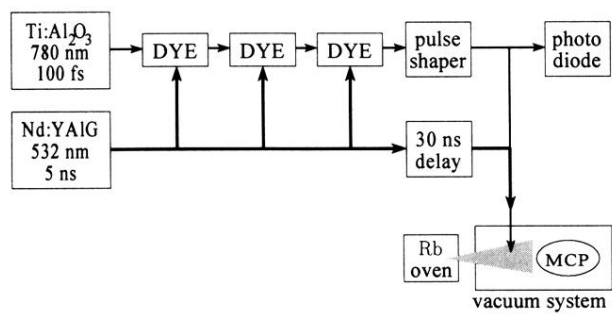 Ti:Al2O3
780 nm
100 fs
DYE
DYE
DYE
pulse
shaper
photo
diode
Nd:YAlG
532 nm
5 ns
30 ns
delay
Rb
oven
MCP
vacuum system